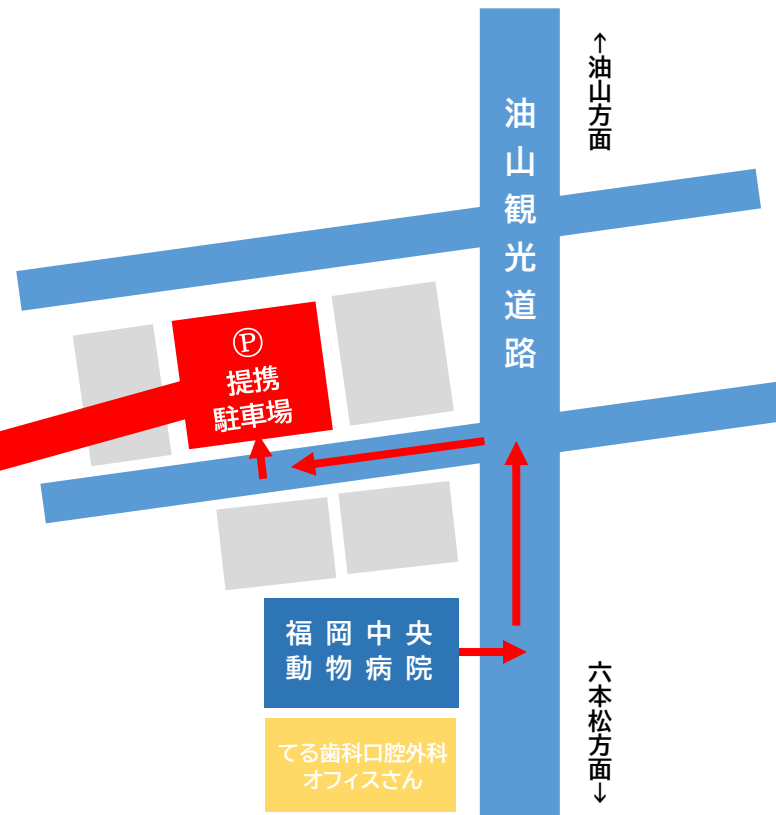 ↑油山方面
油山観光道路
Ⓟ
提携
駐車場
福岡中央
動物病院
てる歯科口腔外科
オフィスさん
六本松方面↓